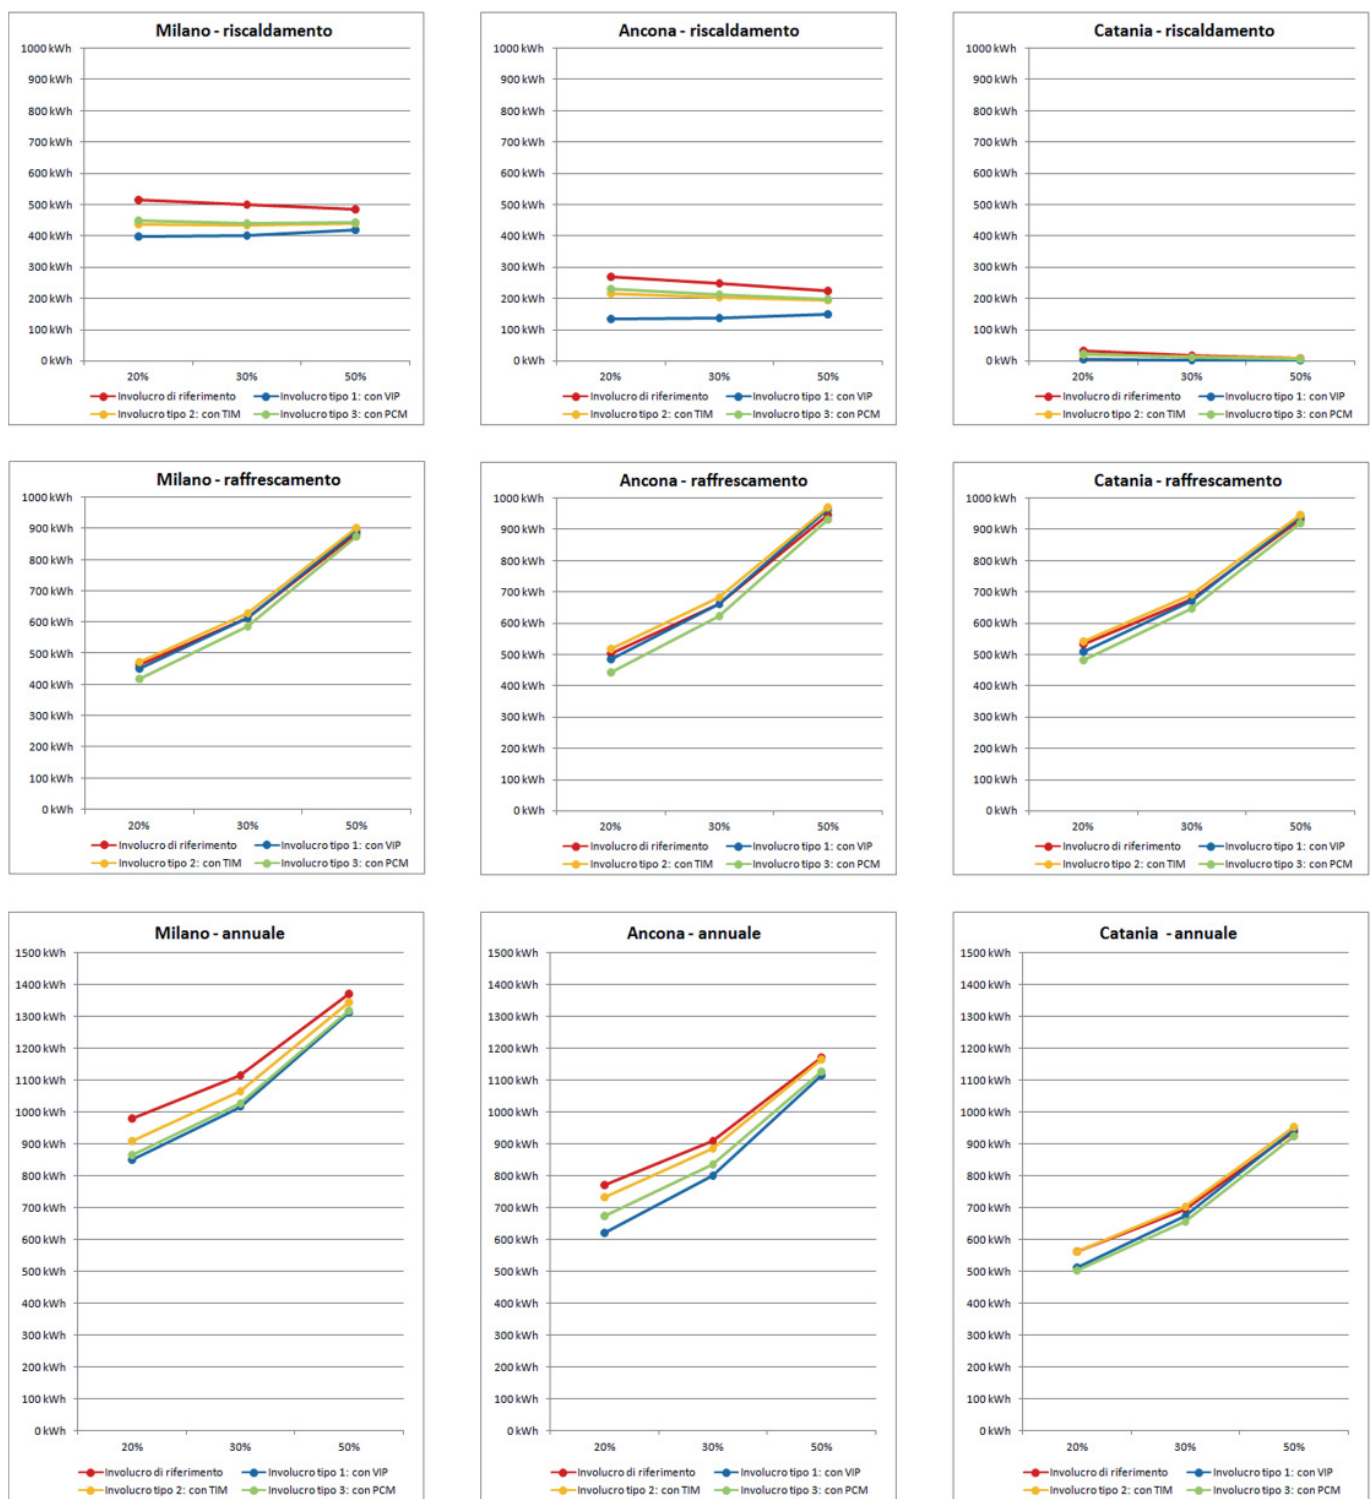 Milano - riscaldamento
1000 kWh
900 kWh
800 kWh
700 kWh
600 kWh
500 kWh
400 kWh
300 kWh
200 kWh
100 kWh
0 kWh
20% 30% 50%
Involucro di riferimento Involucro tipo 1: con VIP
Involucro tipo 2: con TIM Involucro tipo 3: con PCM
Ancona - riscaldamento
1000 kWh
900 kWh
800 kWh
700 kWh
600 kWh
500 kWh
400 kWh
300 kWh
200 kWh
100 kWh
0 kWh
20% 30% 50%
Involucro di riferimento Involucro tipo 1: con VIP
Involucro tipo 2: con TIM Involucro tipo 3: con PCM
Catania - riscaldamento
1000 kWh
900 kWh
800 kWh
700 kWh
600 kWh
500 kWh
400 kWh
300 kWh
200 kWh
100 kWh
0 kWh
20% 30% 50%
Involucro di riferimento Involucro tipo 1: con VIP
Involucro tipo 2: con TIM Involucro tipo 3: con PCM
Milano - raffrescamento
1000 kWh
900 kWh
800 kWh
700 kWh
600 kWh
500 kWh
400 kWh
300 kWh
200 kWh
100 kWh
0 kWh
20% 30% 50%
Involucro di riferimento Involucro tipo 1: con VIP
Involucro tipo 2: con TIM Involucro tipo 3: con PCM
Ancona - raffrescamento
1000 kWh
900 kWh
800 kWh
700 kWh
600 kWh
500 kWh
400 kWh
300 kWh
200 kWh
100 kWh
0 kWh
20% 30% 50%
Involucro di riferimento Involucro tipo 1: con VIP
Involucro tipo 2: con TIM Involucro tipo 3: con PCM
Catania - raffrescamento
1000 kWh
900 kWh
800 kWh
700 kWh
600 kWh
500 kWh
400 kWh
300 kWh
200 kWh
100 kWh
0 kWh
20% 30% 50%
Involucro di riferimento Involucro tipo 1: con VIP
Involucro tipo 2: con TIM Involucro tipo 3: con PCM
Milano - annuale
1500 kWh
1400 kWh
1300 kWh
1200 kWh
1100 kWh
1000 kWh
900 kWh
800 kWh
700 kWh
600 kWh
500 kWh
400 kWh
300 kWh
200 kWh
100 kWh
0 kWh
20% 30% 50%
Involucro di riferimento Involucro tipo 1: con VIP
Involucro tipo 2: con TIM Involucro tipo 3: con PCM
Ancona - annuale
1500 kWh
1400 kWh
1300 kWh
1200 kWh
1100 kWh
1000 kWh
900 kWh
800 kWh
700 kWh
600 kWh
500 kWh
400 kWh
300 kWh
200 kWh
100 kWh
0 kWh
20% 30% 50%
Involucro di riferimento Involucro tipo 1: con VIP
Involucro tipo 2: con TIM Involucro tipo 3: con PCM
Catania - annuale
1500 kWh
1400 kWh
1300 kWh
1200 kWh
1100 kWh
1000 kWh
900 kWh
800 kWh
700 kWh
600 kWh
500 kWh
400 kWh
300 kWh
200 kWh
100 kWh
0 kWh
20% 30% 50%
Involucro di riferimento Involucro tipo 1: con VIP
Involucro tipo 2: con TIM Involucro tipo 3: con PCM